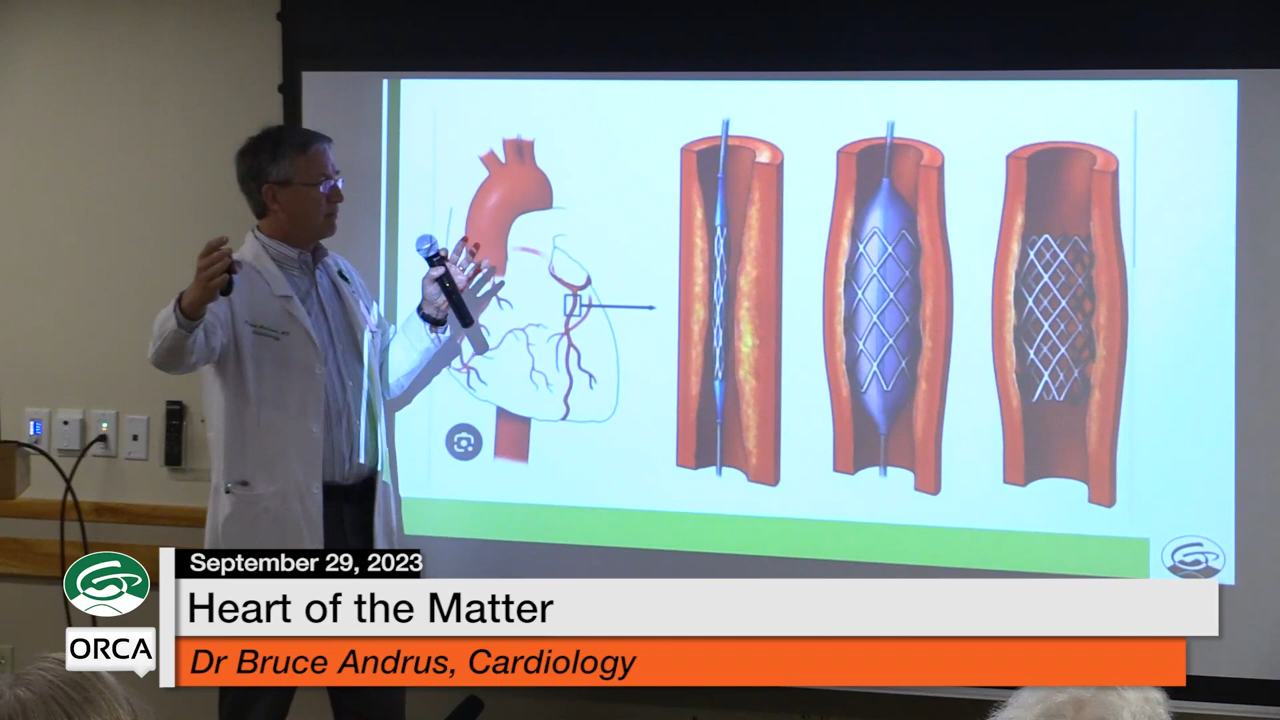 September 29, 2023
Heart of the Matter
ORCA
Dr Bruce Andrus, Cardiology